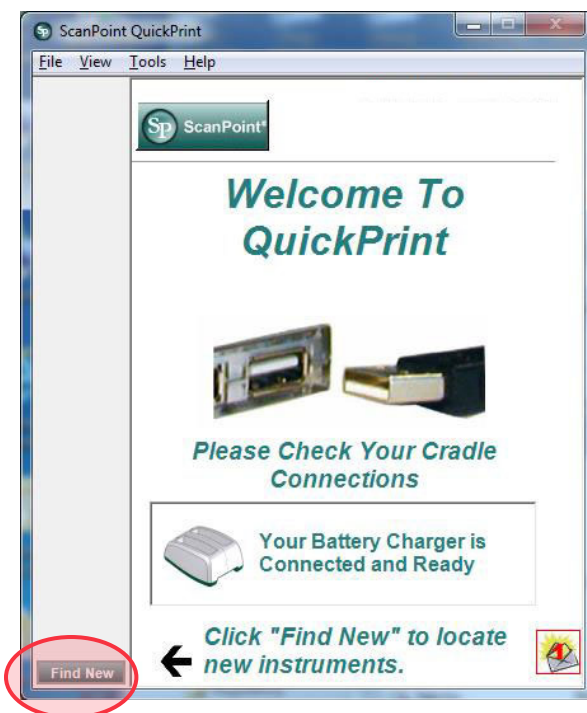 ScanPoint QuickPrint
File View Tools Help
Sp ScanPoint®
Welcome To
QuickPrint
Please Check Your Cradle
Connections
Your Battery Charger is
Connected and Ready
Click "Find New" to locate
new instruments.
Find New